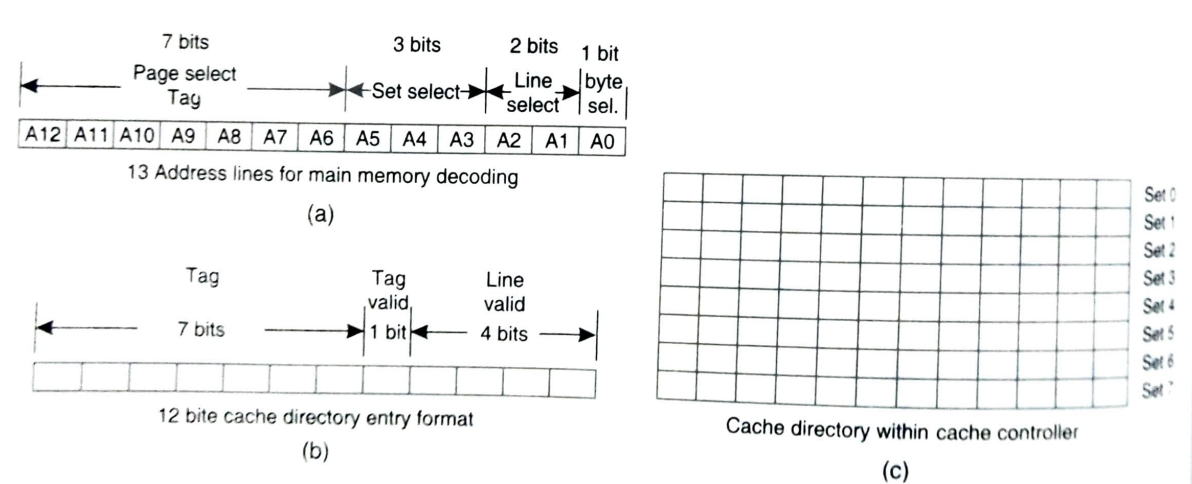 7 bits
3 bits
2 bits
1 bit
Page select
Tag
Set select
Line
select
byte
sel.
A12 A11 A10 A9 A8 A7 A6 A5 A4 A3 A2 A1 A0
13 Address lines for main memory decoding
(a)
Tag
7 bits
Tag
valid
1 bit
Line
valid
4 bits
12 bite cache directory entry format
(b)
Set 0
Set 1
Set 2
Set 3
Set 4
Set 5
Set 6
Set 7
Cache directory within cache controller
(c)